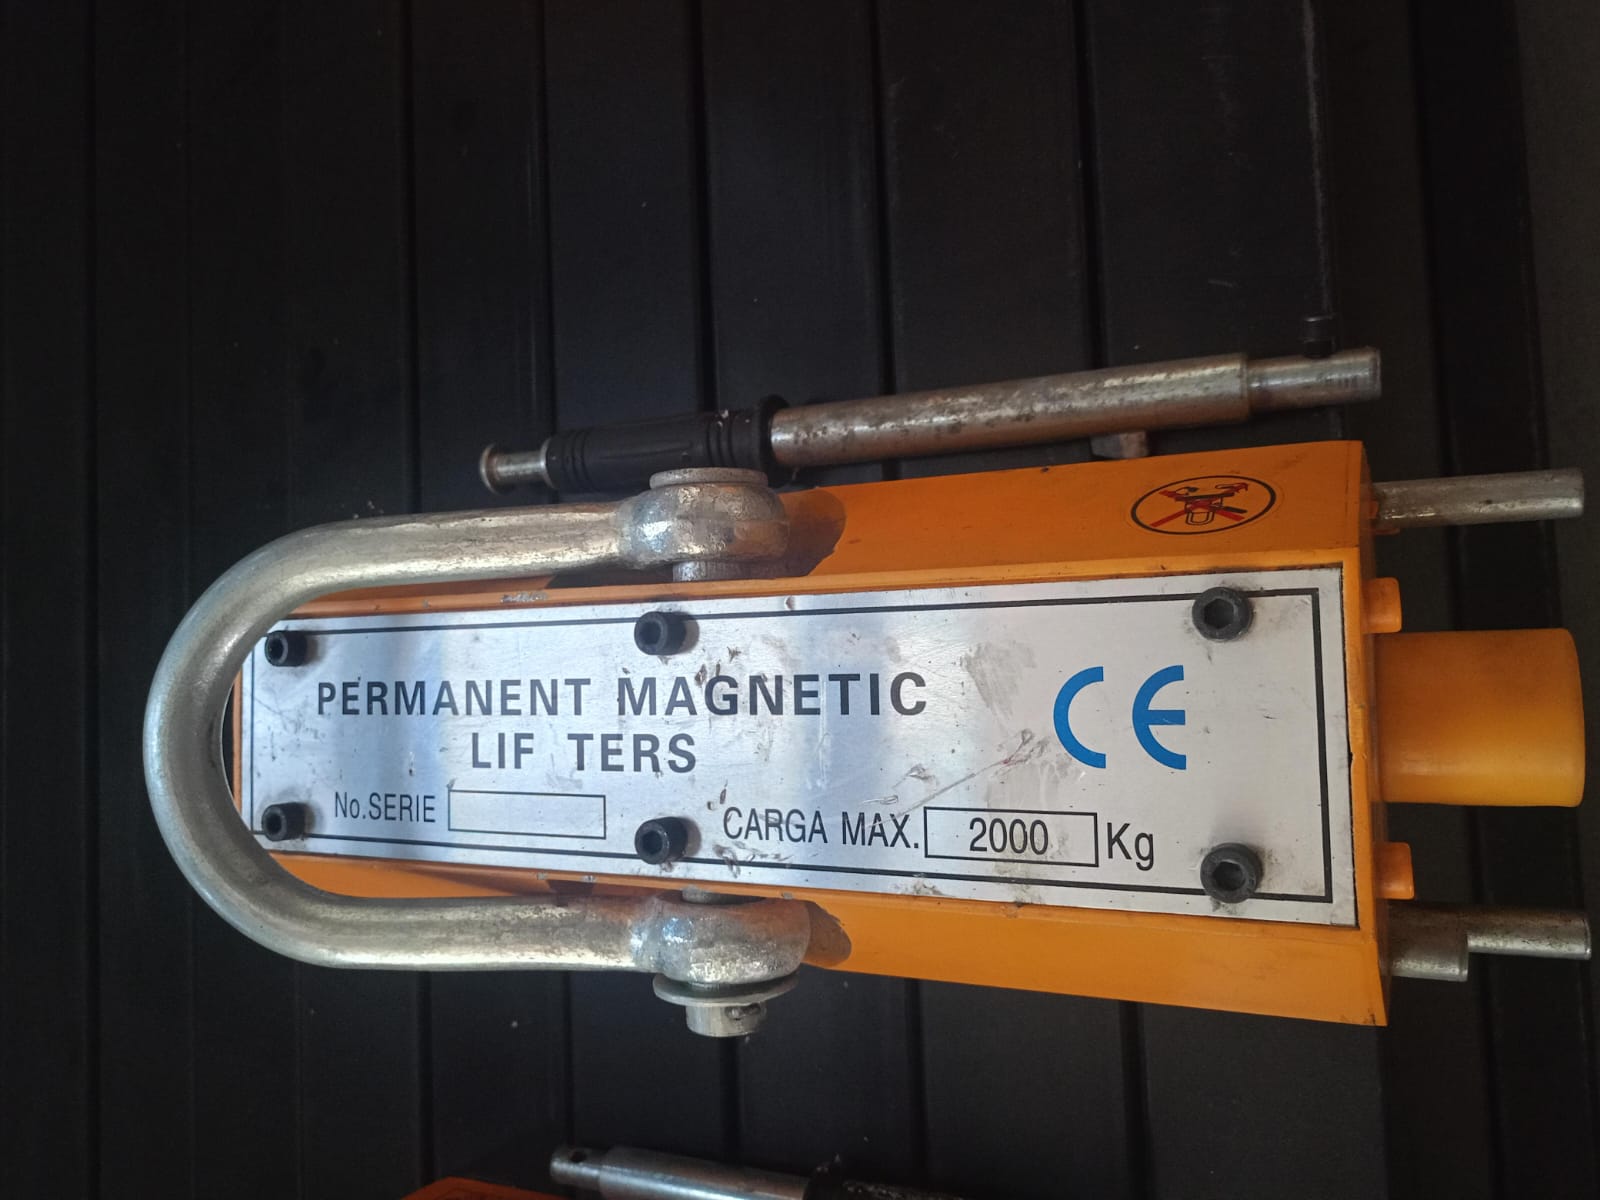 PERMANENT MAGNETIC
LIF TERS
CE
No.SERIE
CARGA MAX. 2000 Kg